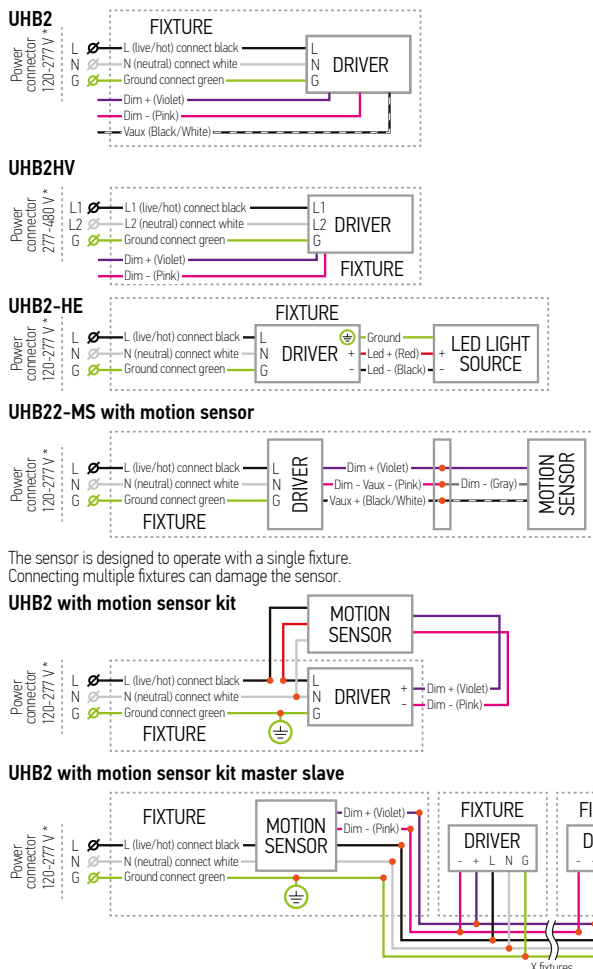 UHB2
FIXTURE
Power connector 120-277 V *
L
N
G
L (live/hot) connect black
N (neutral) connect white
Ground connect green
Dim + (Violet)
Dim - (Pink)
Vaux (Black/White)
L
N
G
DRIVER
UHB2HV
Power connector 277-480 V *
L1
L2
G
L1 (live/hot) connect black
L2 (neutral) connect white
Ground connect green
Dim + (Violet)
Dim - (Pink)
L1
L2
G
DRIVER
FIXTURE
UHB2-HE
FIXTURE
Power connector 120-277 V *
L
N
G
L (live/hot) connect black
N (neutral) connect white
Ground connect green
L
N
G
DRIVER
+
-
Ground
Led + (Red)
Led - (Black)
+
-
LED LIGHT
SOURCE
UHB22-MS with motion sensor
Power connector 120-277 V *
L
N
G
L (live/hot) connect black
N (neutral) connect white
Ground connect green
FIXTURE
L
N
G
DRIVER
Dim + (Violet)
Dim - Vaux - (Pink)
Vaux + (Black/White)
Dim - (Gray)
MOTION
SENSOR
The sensor is designed to operate with a single fixture.
Connecting multiple fixtures can damage the sensor.
UHB2 with motion sensor kit
MOTION
SENSOR
Power connector 120-277 V *
L
N
G
L (live/hot) connect black
N (neutral) connect white
Ground connect green
FIXTURE
L
N
G
DRIVER
+
-
Dim + (Violet)
Dim - (Pink)
UHB2 with motion sensor kit master slave
FIXTURE
Power connector 120-277 V *
L
N
G
L (live/hot) connect black
N (neutral) connect white
Ground connect green
MOTION
SENSOR
Dim + (Violet)
Dim - (Pink)
FIXTURE
DRIVER
- + L N G
FI
D
-
X fixtures